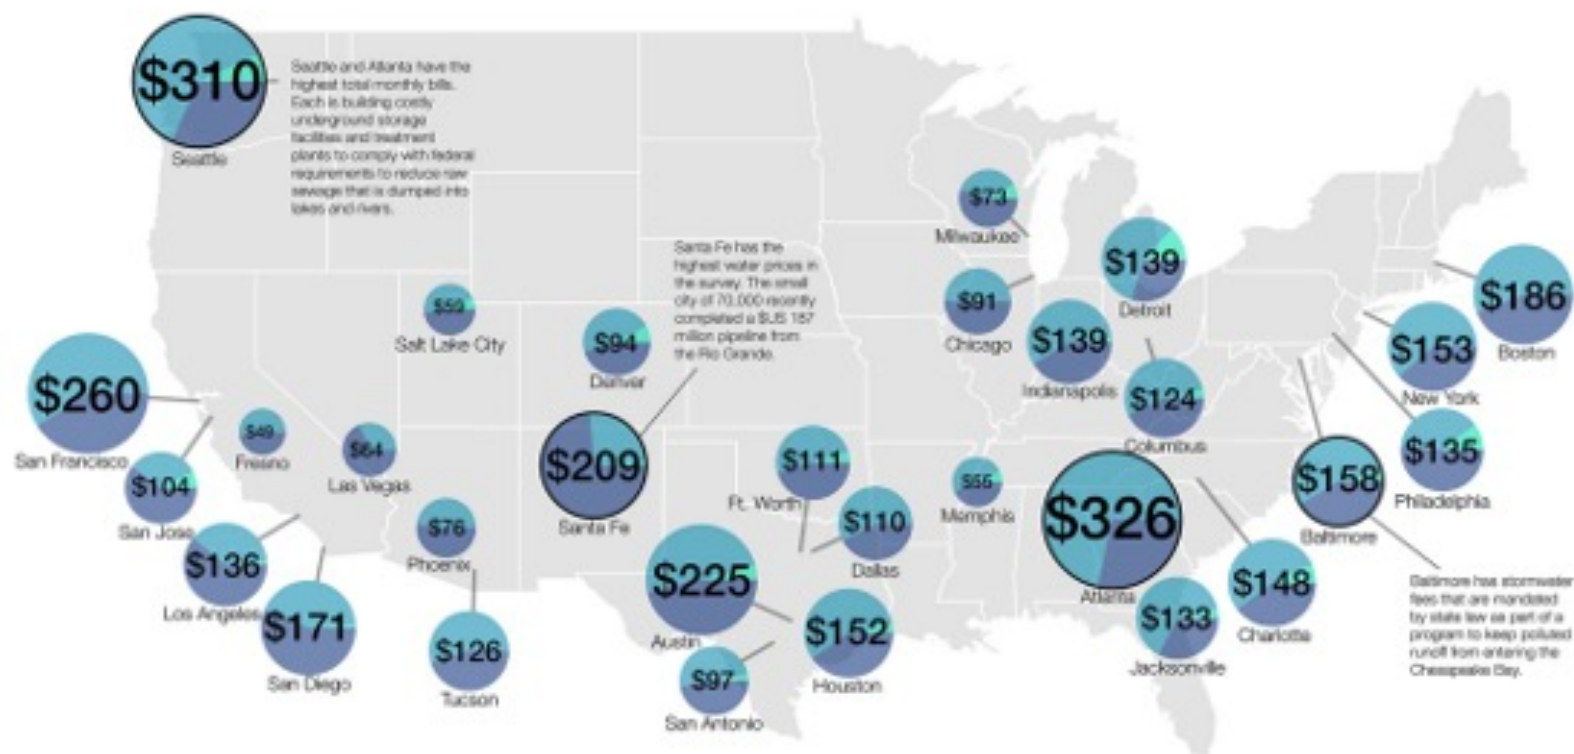 $310
Seattle
Seattle and Atlanta have the
highest total monthly bills.
Each is building costly
underground storage
facilities and treatment
plants to comply with federal
requirements to reduce raw
sewage that is dumped into
lakes and rivers.
$73
Milwaukee
Santa Fe has the
highest water prices in
the survey. The small
city of 70,000 recently
completed a $US 187
million pipeline from
the Rio Grande.
$139
Detroit
$59
Salt Lake City
$94
Denver
$91
Chicago
$139
Indianapolis
$186
Boston
$153
New York
$260
San Francisco
$124
Columbus
$49
Fresno
$64
Las Vegas
$135
Philadelphia
$104
San Jose
$209
Santa Fe
$111
Ft. Worth
$55
Memphis
$158
Baltimore
$76
Phoenix
$110
Dallas
$326
Atlanta
$136
Los Angeles
$225
Austin
$148
Charlotte
Baltimore has stormwater
fees that are mandated
by state law as part of a
program to keep polluted
runoff from entering the
Chesapeake Bay.
$171
San Diego
$126
Tucson
$152
Houston
$133
Jacksonville
$97
San Antonio